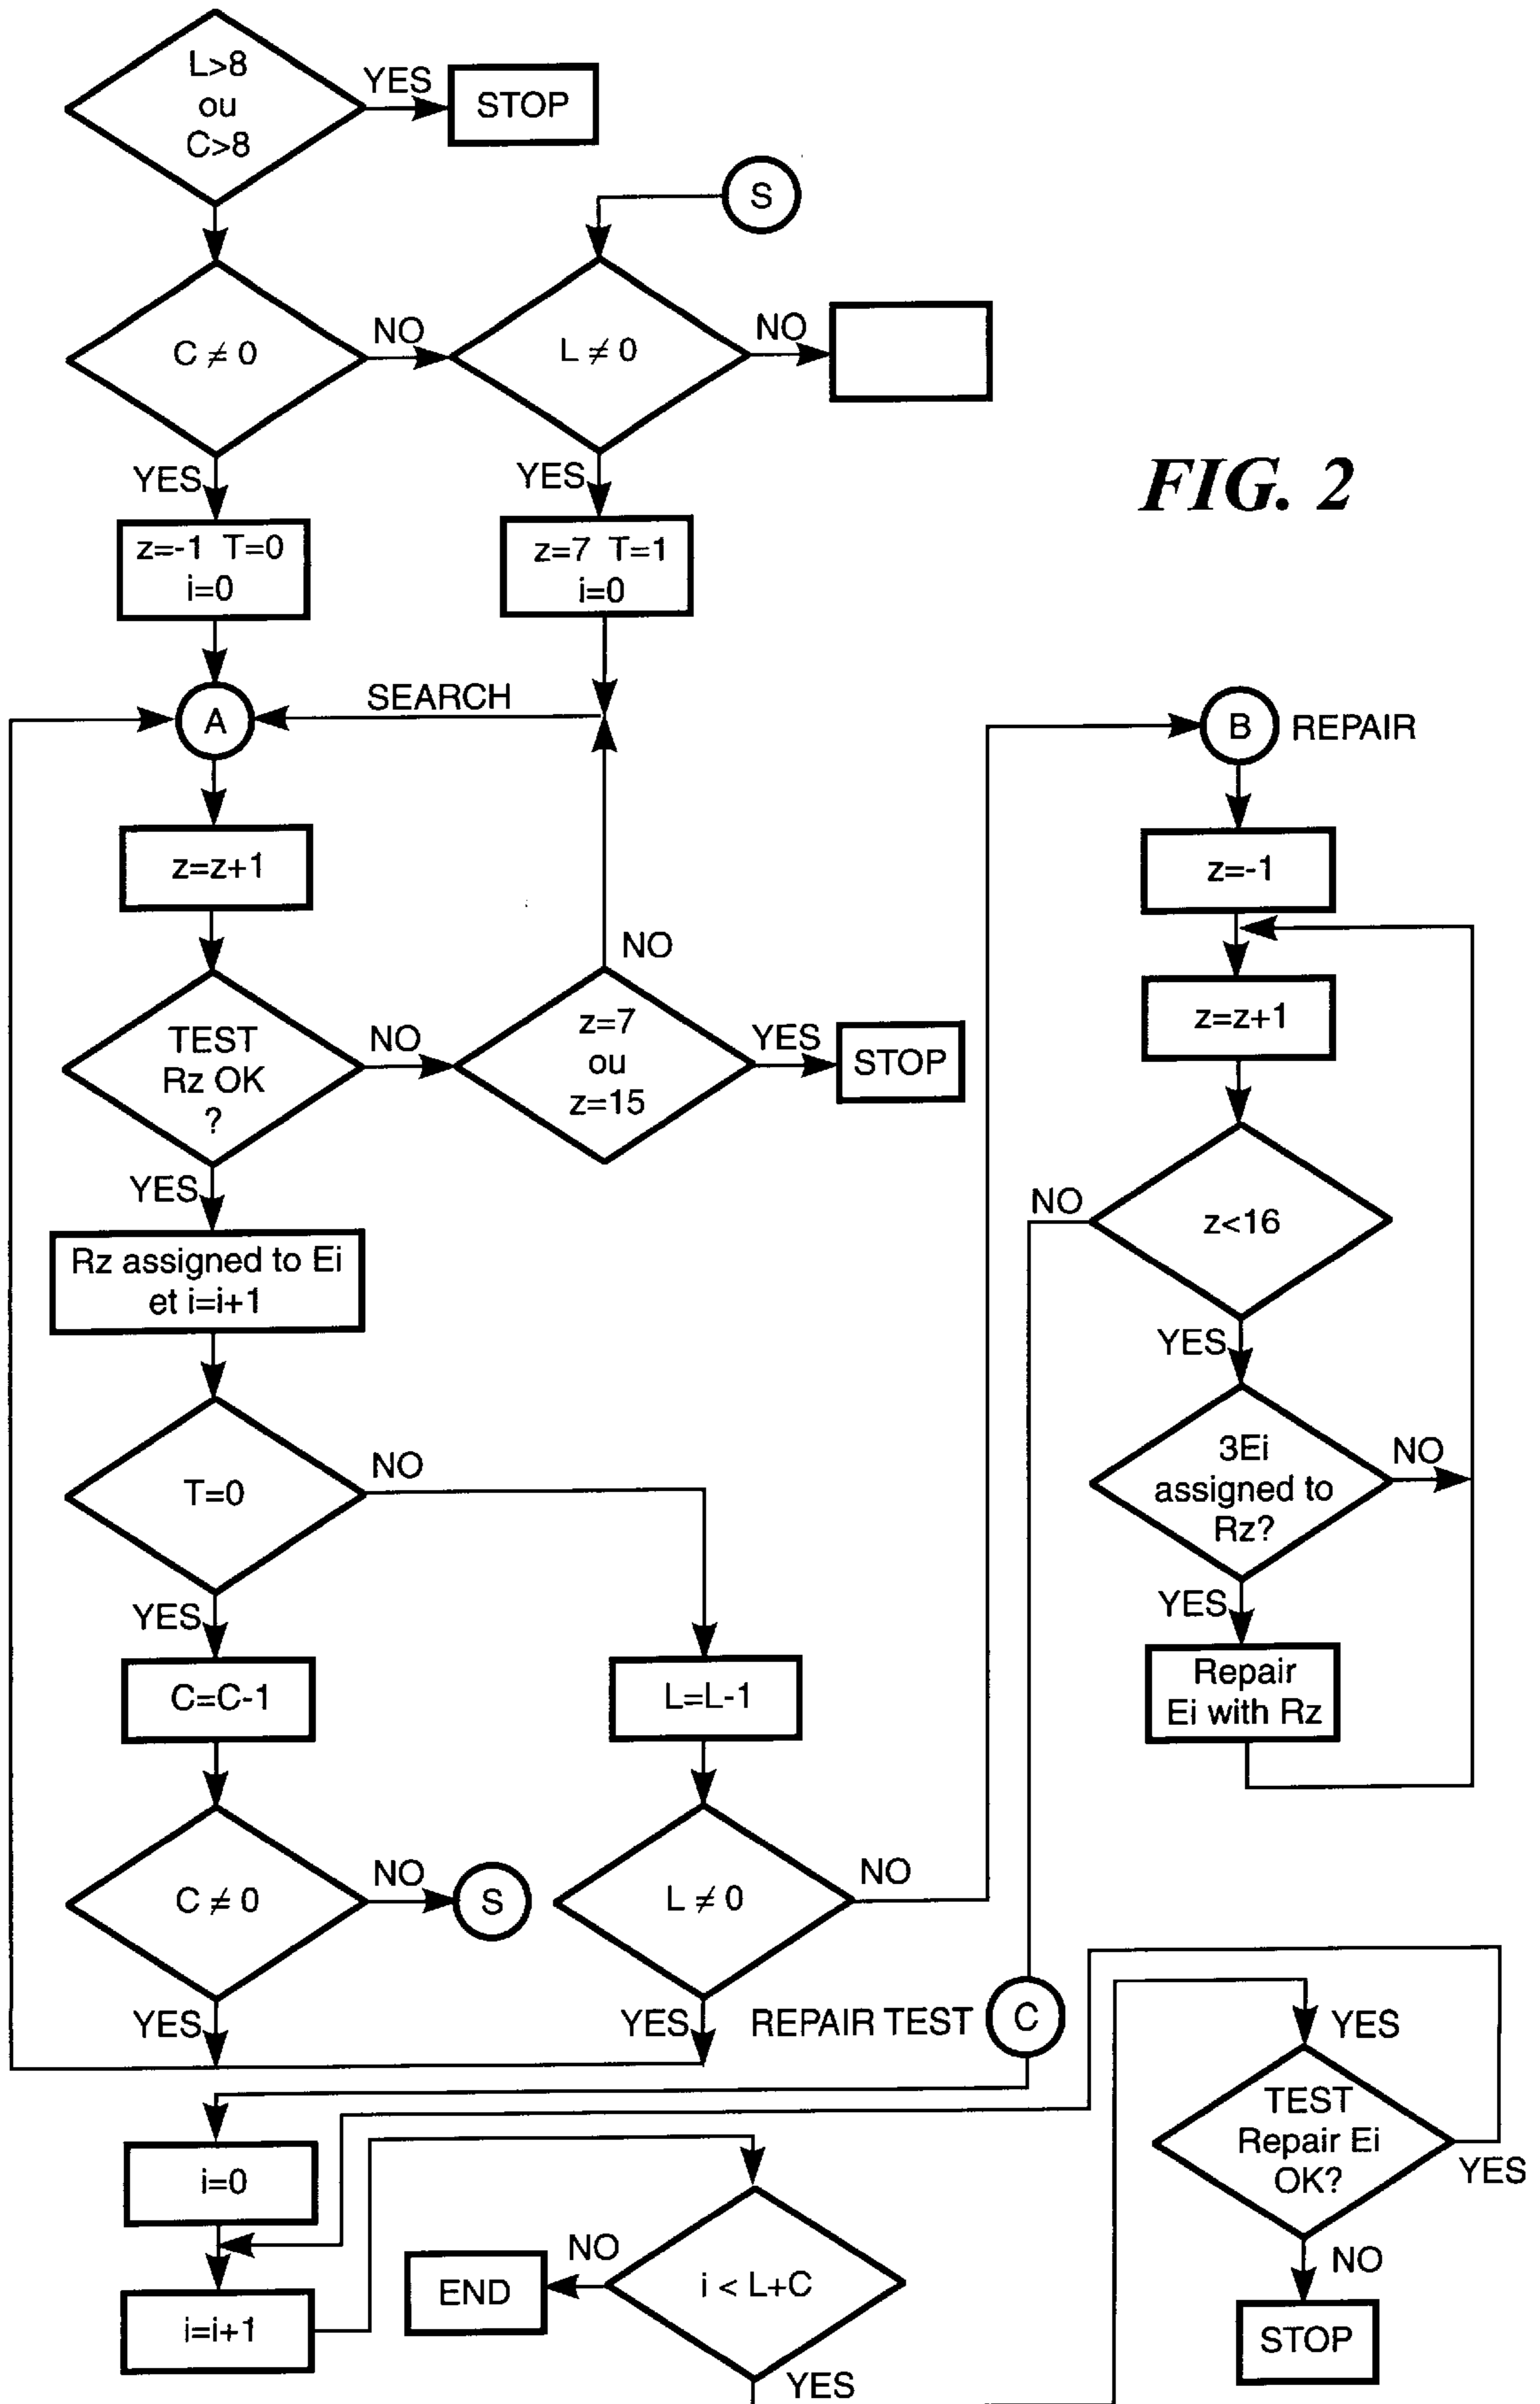 L>8
ou
C>8
YES
STOP
S
C ≠ 0
NO
L ≠ 0
NO
YES
YES
FIG. 2
z=-1 T=0
i=0
z=7 T=1
i=0
A
SEARCH
B
REPAIR
z=z+1
z=-1
z=z+1
TEST
Rz OK
?
NO
NO
z=7
ou
z=15
YES
STOP
YES
NO
z<16
Rz assigned to Ei
et i=i+1
YES
T=0
NO
3Ei
assigned to
Rz?
NO
YES
YES
C=C-1
L=L-1
Repair
Ei with Rz
C ≠ 0
NO
S
L ≠ 0
NO
YES
YES
REPAIR TEST
C
YES
TEST
Repair Ei
OK?
YES
i=0
NO
NO
END
i < L+C
STOP
i=i+1
YES